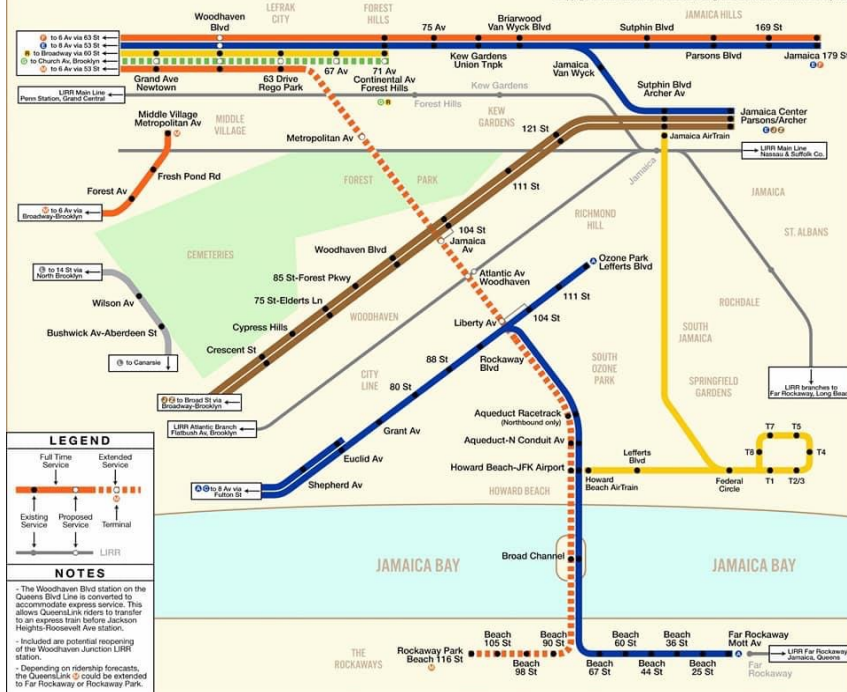 LEFRAK
CITY
FOREST
HILLS
JAMAICA HILLS
Woodhaven
Blvd
75 Av
Briarwood
Van Wyck Blvd
Sutphin Blvd
169 St
F to 6 Av via 63 St
E to 8 Av via 53 St
R to Broadway via 60 St
G to Church Av, Brooklyn
M to 6 Av via 53 St
Grand Ave
Newtown
63 Drive
Rego Park
67 Av
71 Av
Continental Av
Forest Hills
G R
Kew Gardens
Union Tnpk
Jamaica
Van Wyck
Parsons Blvd
Jamaica 179 St
E F
LIRR Main Line
Penn Station, Grand Central
Forest Hills
Kew Gardens
KEW
GARDENS
Sutphin Blvd
Archer Av
Jamaica Center
Parsons/Archer
E J Z
Jamaica AirTrain
Middle Village
Metropolitan Av
M
MIDDLE
VILLAGE
Metropolitan Av
121 St
LIRR Main Line
Nassau & Suffolk Co.
Jamaica
Fresh Pond Rd
Forest Av
FOREST
PARK
111 St
JAMAICA
M to 6 Av via
Broadway-Brooklyn
RICHMOND
HILL
ST. ALBANS
104 St
Jamaica
Av
CEMETERIES
Woodhaven Blvd
L to 14 St via
North Brooklyn
85 St-Forest Pkwy
Atlantic Av
Woodhaven
A
Ozone Park
Lefferts Blvd
Wilson Av
75 St-Elderts Ln
111 St
ROCHDALE
Bushwick Av-Aberdeen St
Cypress Hills
WOODHAVEN
Liberty Av
104 St
SOUTH
JAMAICA
Crescent St
L to Canarsie
88 St
Rockaway
Blvd
SOUTH
OZONE
PARK
CITY
LINE
80 St
SPRINGFIELD
GARDENS
LIRR branches to
Far Rockaway, Long Beac
J Z to Broad St via
Broadway-Brooklyn
LIRR Atlantic Branch
Flatbush Av, Brooklyn
Grant Av
Aqueduct Racetrack
(Northbound only)
T7
T5
Euclid Av
Aqueduct-N Conduit Av
T8
T4
Shepherd Av
Howard Beach-JFK Airport
Lefferts
Blvd
A C to 8 Av via
Fulton St
HOWARD BEACH
Howard
Beach AirTrain
Federal
Circle
T1
T2/3
LEGEND
Full Time
Service
Extended
Service
M
Existing
Service
Proposed
Service
Terminal
LIRR
Broad Channel
JAMAICA BAY
JAMAICA BAY
NOTES
- The Woodhaven Blvd station on the
Queens Blvd Line is converted to
accommodate express service. This
allows QueensLink riders to transfer
to an express train before Jackson
Heights-Roosevelt Ave station.
- Included are potential reopening
of the Woodhaven Junction LIRR
station.
- Depending on ridership forecasts,
the QueensLink M could be extended
to Far Rockaway or Rockaway Park.
THE
ROCKAWAYS
Rockaway Park
Beach 116 St
M
Beach
105 St
Beach
98 St
Beach
90 St
Beach
67 St
Beach
60 St
Beach
44 St
Beach
36 St
Beach
25 St
Far Rockaway
Mott Av
A
Far
Rockaway
LIRR Far Rockaway
Jamaica, Queens